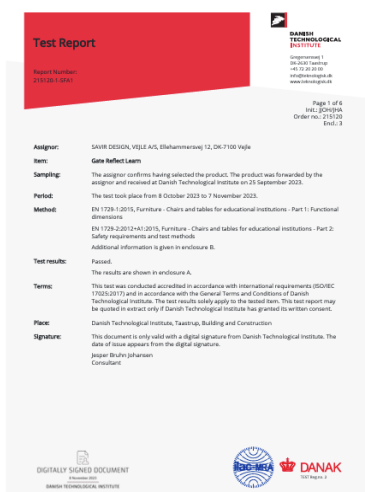 Test Report
Report Number:
215120-1-SFA1
DANISH
TECHNOLOGICAL
INSTITUTE
Gregersensvej 1
DK-2630 Taastrup
+45 72 20 20 00
info@teknologisk.dk
www.teknologisk.dk
Page 1 of 6
Init.: JJOH/JHA
Order no.: 215120
Encl.: 3
Assignor: SAVIR DESIGN, VEJLE A/S, Ellehammersvej 12, DK-7100 Vejle
Item: Gate Reflect Learn
Sampling: The assignor confirms having selected the product. The product was forwarded by the
assignor and received at Danish Technological Institute on 25 September 2023.
Period: The test took place from 8 October 2023 to 7 November 2023.
Method: EN 1729-1:2015, Furniture - Chairs and tables for educational institutions - Part 1: Functional
dimensions
EN 1729-2:2012+A1:2015, Furniture - Chairs and tables for educational institutions - Part 2:
Safety requirements and test methods
Additional information is given in enclosure B.
Test results: Passed.
The results are shown in enclosure A.
Terms: This test was conducted accredited in accordance with international requirements (ISO/IEC
17025:2017) and in accordance with the General Terms and Conditions of Danish
Technological Institute. The test results solely apply to the tested item. This test report may
be quoted in extract only if Danish Technological Institute has granted its written consent.
Place: Danish Technological Institute, Taastrup, Building and Construction
Signature: This document is only valid with a digital signature from Danish Technological Institute. The
date of issue appears from the digital signature.
Jesper Bruhn Johansen
Consultant
DIGITALLY SIGNED DOCUMENT
9 November 2023
DANISH TECHNOLOGICAL INSTITUTE
ilac-MRA
DANAK
TEST Reg.nr. 2